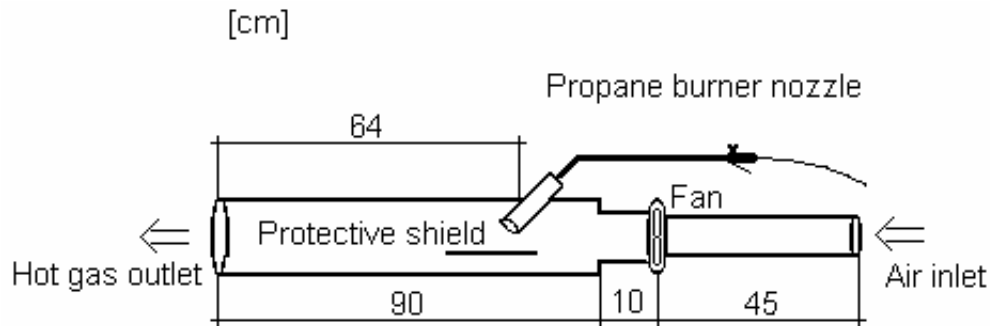 [cm]
Propane burner nozzle
64
Fan
Protective shield
Hot gas outlet
Air inlet
90
10
45